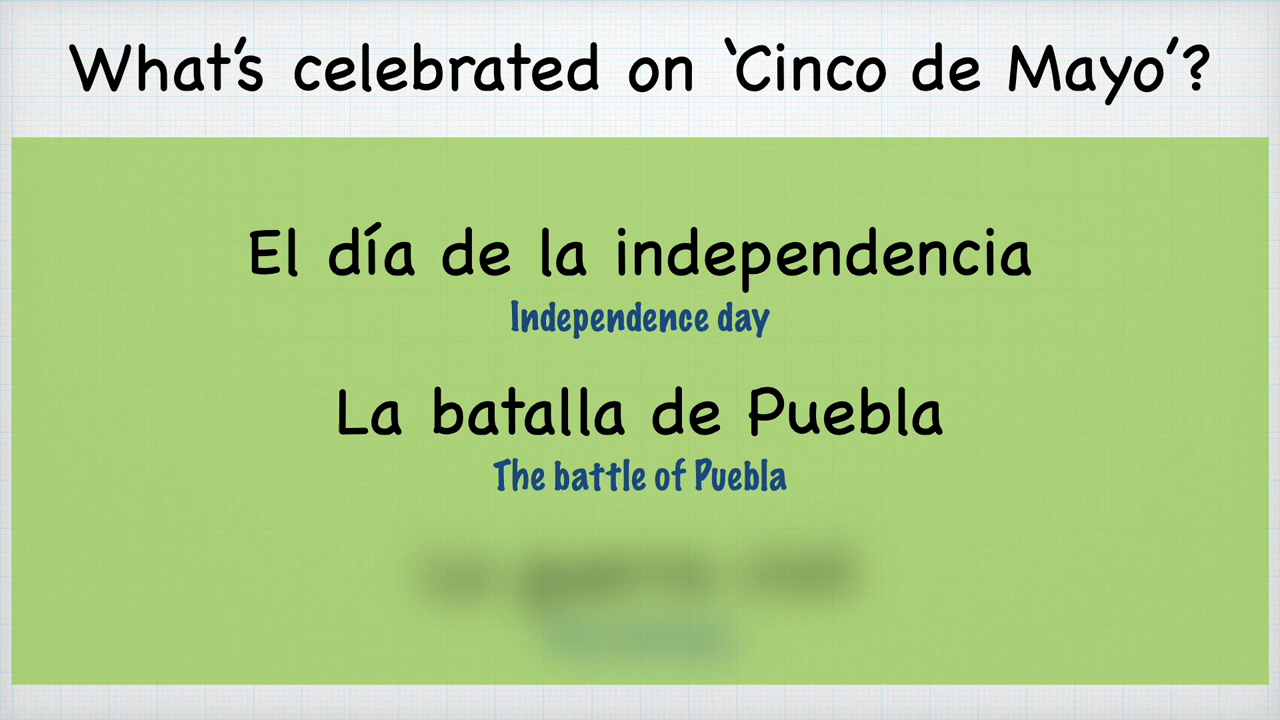 What's celebrated on ‘Cinco de Mayo’?
El día de la independencia
Independence day
La batalla de Puebla
The battle of Puebla